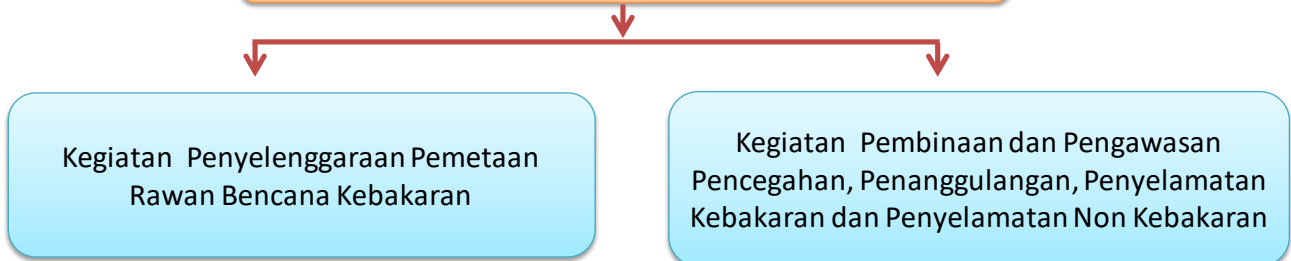 Kegiatan Penyelenggaraan Pemetaan
Rawan Bencana Kebakaran
Kegiatan Pembinaan dan Pengawasan
Pencegahan, Penanggulangan, Penyelamatan
Kebakaran dan Penyelamatan Non Kebakaran